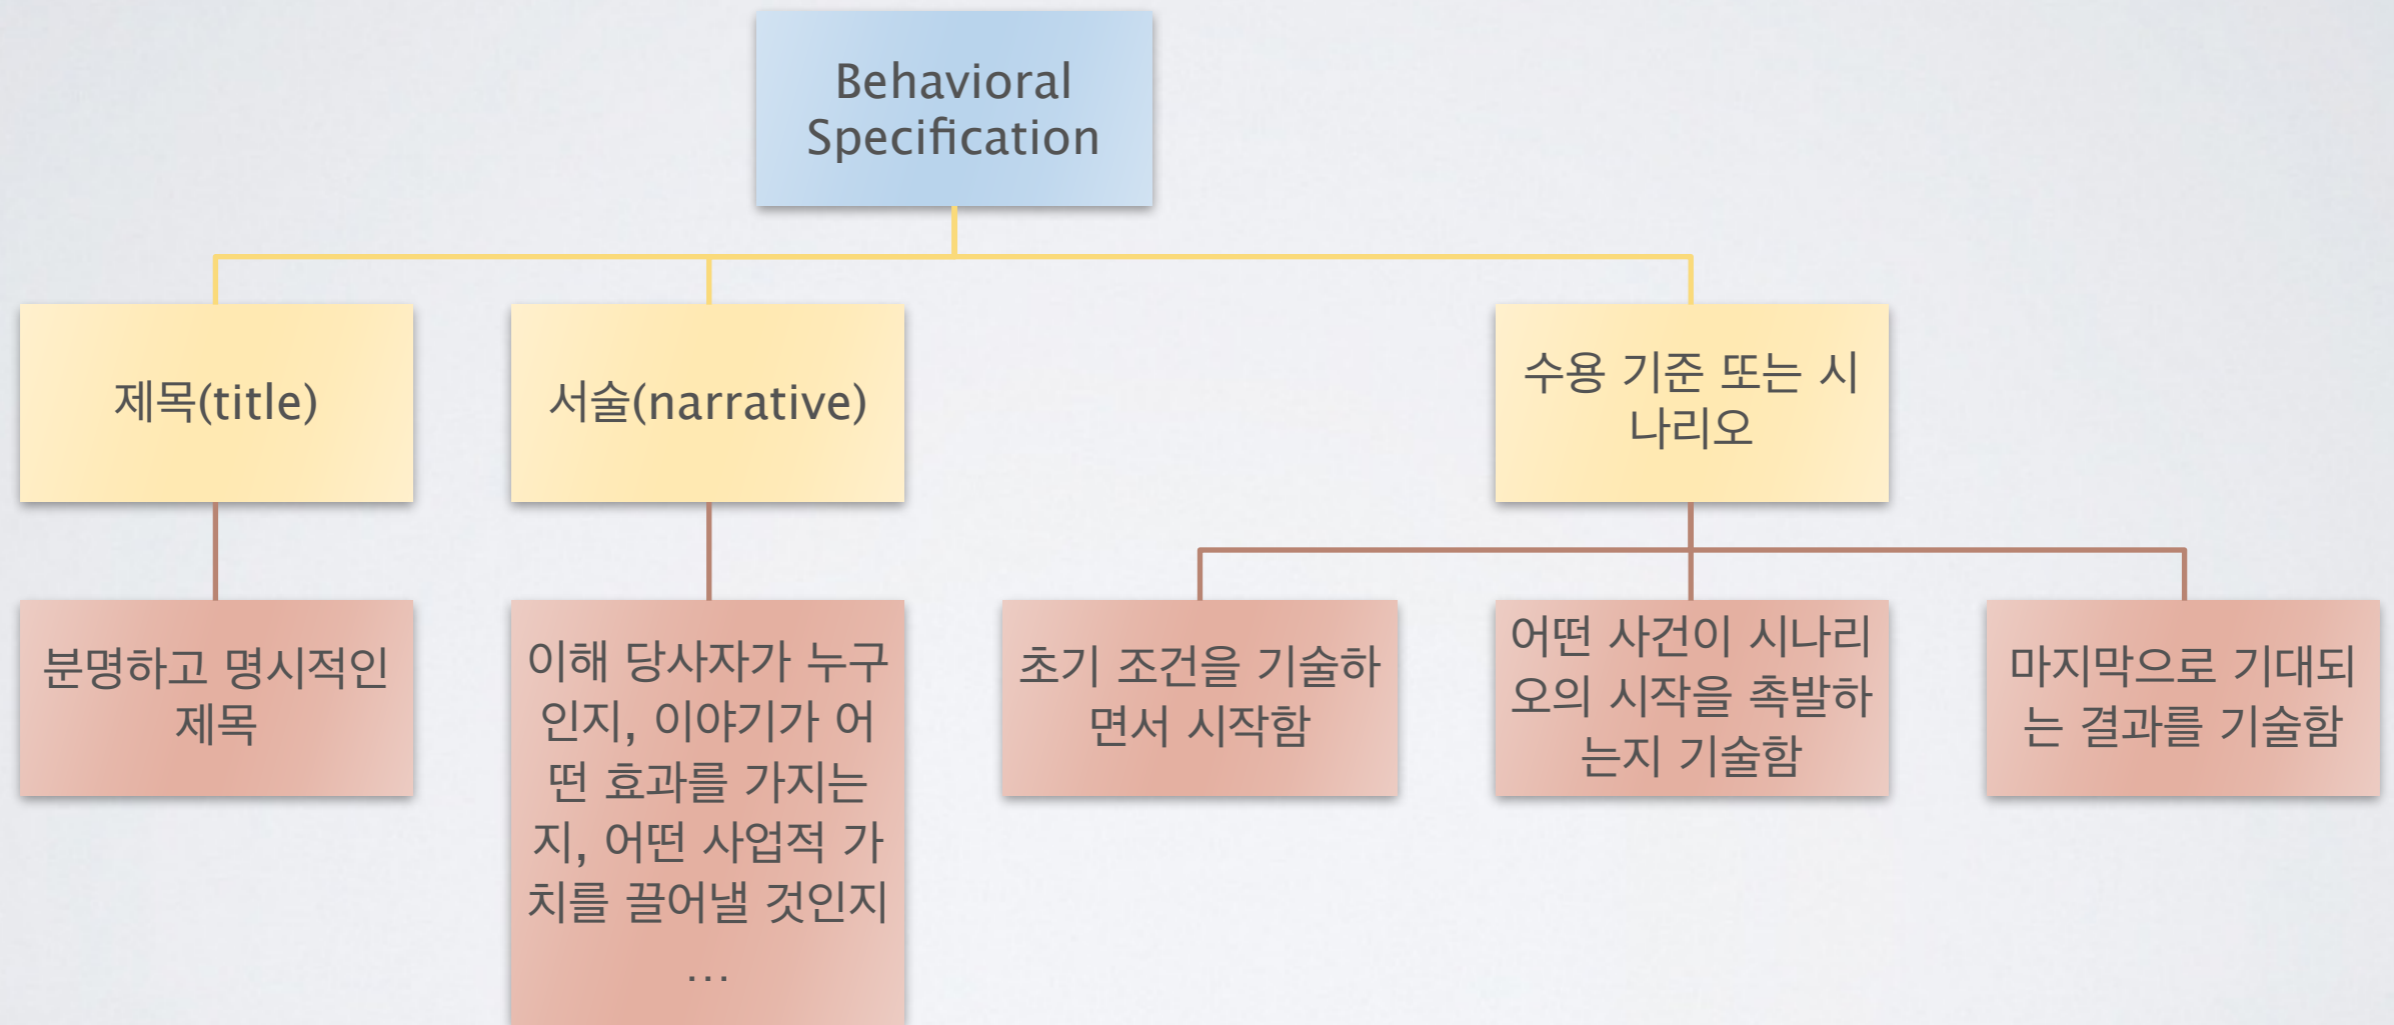 Behavioral
Specification
제목(title)
서술(narrative)
수용 기준 또는 시
나리오
분명하고 명시적인
제목
이해 당사자가 누구
인지, 이야기가 어
떤 효과를 가지는
지, 어떤 사업적 가
치를 끌어낼 것인지
…
초기 조건을 기술하
면서 시작함
어떤 사건이 시나리
오의 시작을 촉발하
는지 기술함
마지막으로 기대되
는 결과를 기술함